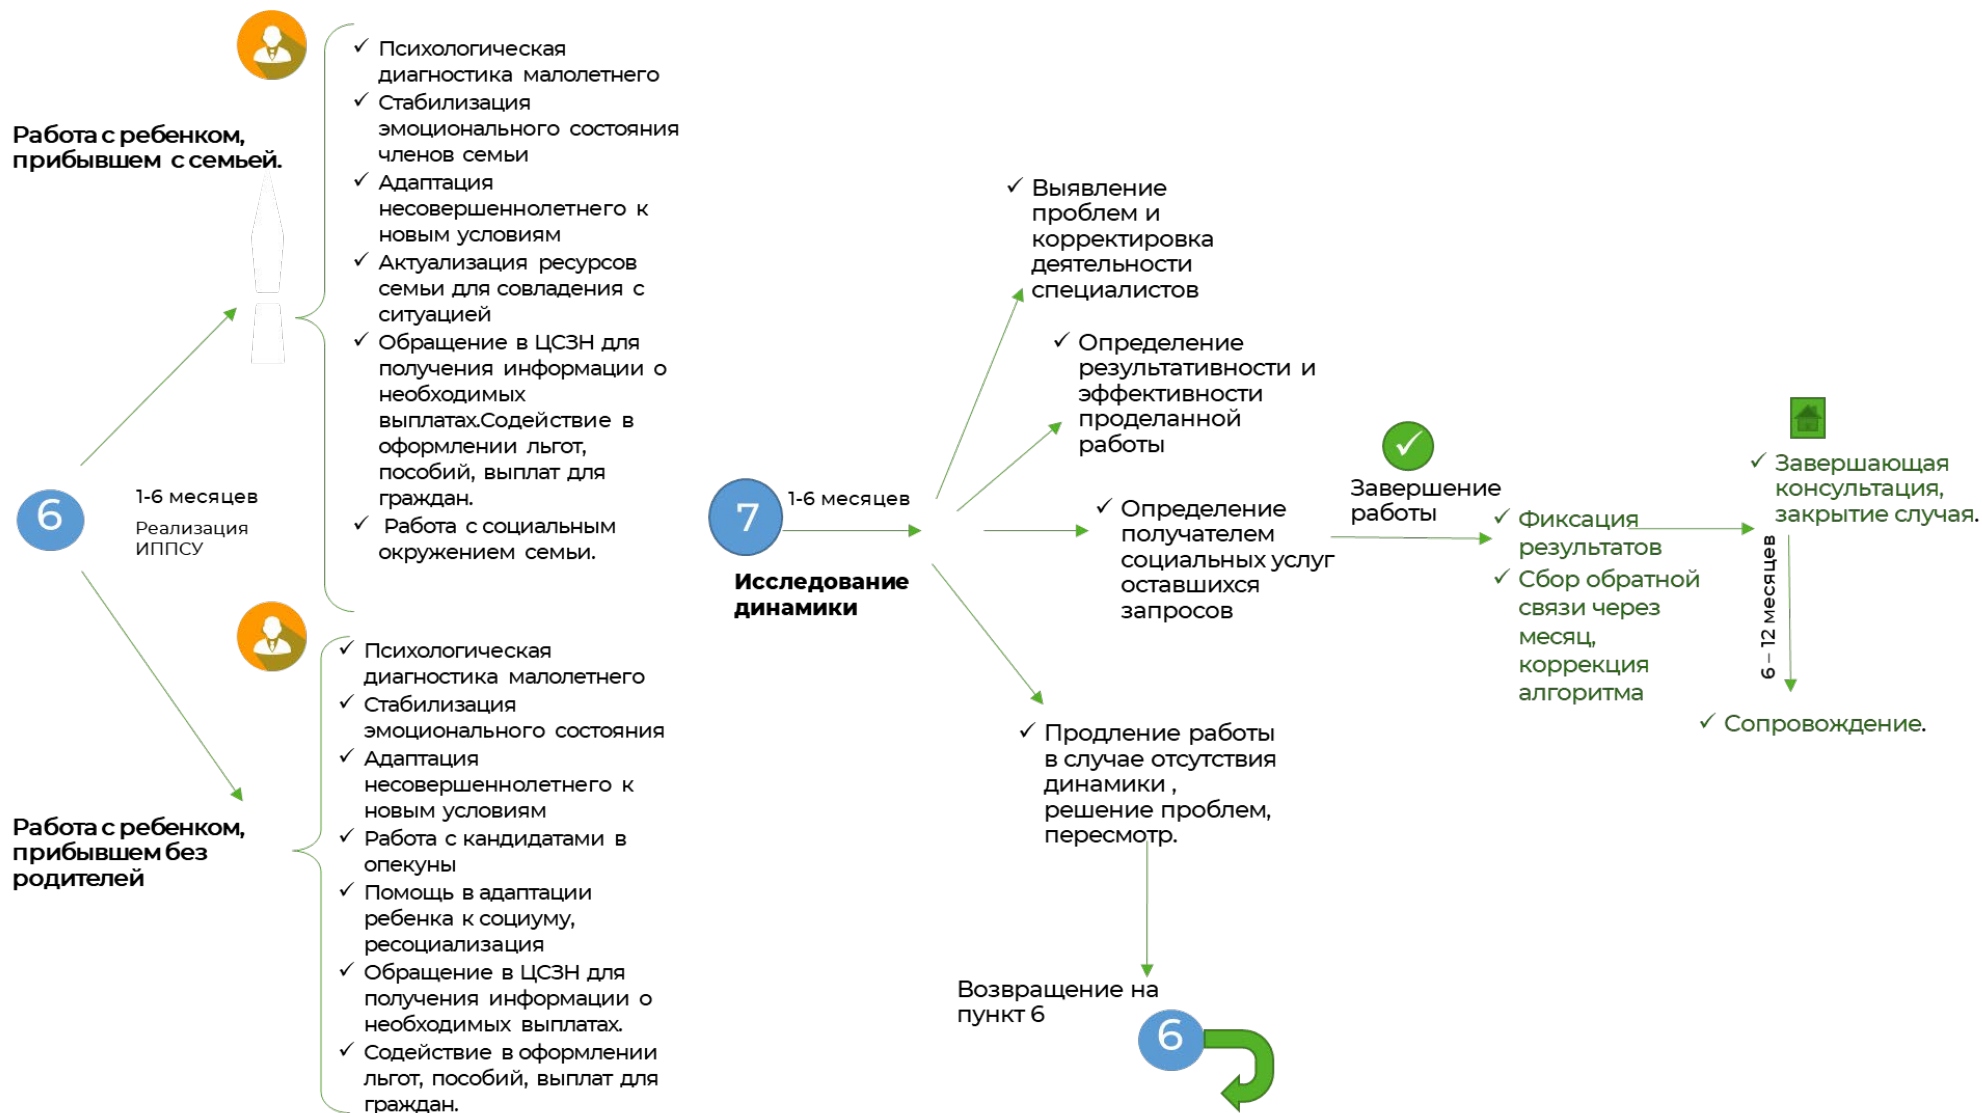 Работа с ребенком,
прибывшем с семьей.
✓ Психологическая
диагностика малолетнего
✓ Стабилизация
эмоционального состояния
членов семьи
✓ Адаптация
несовершеннолетнего к
новым условиям
✓ Актуализация ресурсов
семьи для совладения с
ситуацией
✓ Обращение в ЦСЗН для
получения информации о
необходимых
выплатах.Содействие в
оформлении льгот,
пособий, выплат для
граждан.
✓ Работа с социальным
окружением семьи.
6
1-6 месяцев
Реализация
ИППСУ
Работа с ребенком,
прибывшем без
родителей
✓ Психологическая
диагностика малолетнего
✓ Стабилизация
эмоционального состояния
✓ Адаптация
несовершеннолетнего к
новым условиям
✓ Работа с кандидатами в
опекуны
✓ Помощь в адаптации
ребенка к социуму,
ресоциализация
✓ Обращение в ЦСЗН для
получения информации о
необходимых выплатах.
✓ Содействие в оформлении
льгот, пособий, выплат для
граждан.
7
1-6 месяцев
Исследование
динамики
✓ Выявление
проблем и
корректировка
деятельности
специалистов
✓ Определение
результативности и
эффективности
проделанной
работы
✓ Определение
получателем
социальных услуг
оставшихся
запросов
✓ Продление работы
в случае отсутствия
динамики ,
решение проблем,
пересмотр.
Возвращение на
пункт 6
6
Завершение
работы
✓ Фиксация
результатов
✓ Сбор обратной
связи через
месяц,
коррекция
алгоритма
✓ Завершающая
консультация,
закрытие случая.
6 – 12 месяцев
✓ Сопровождение.